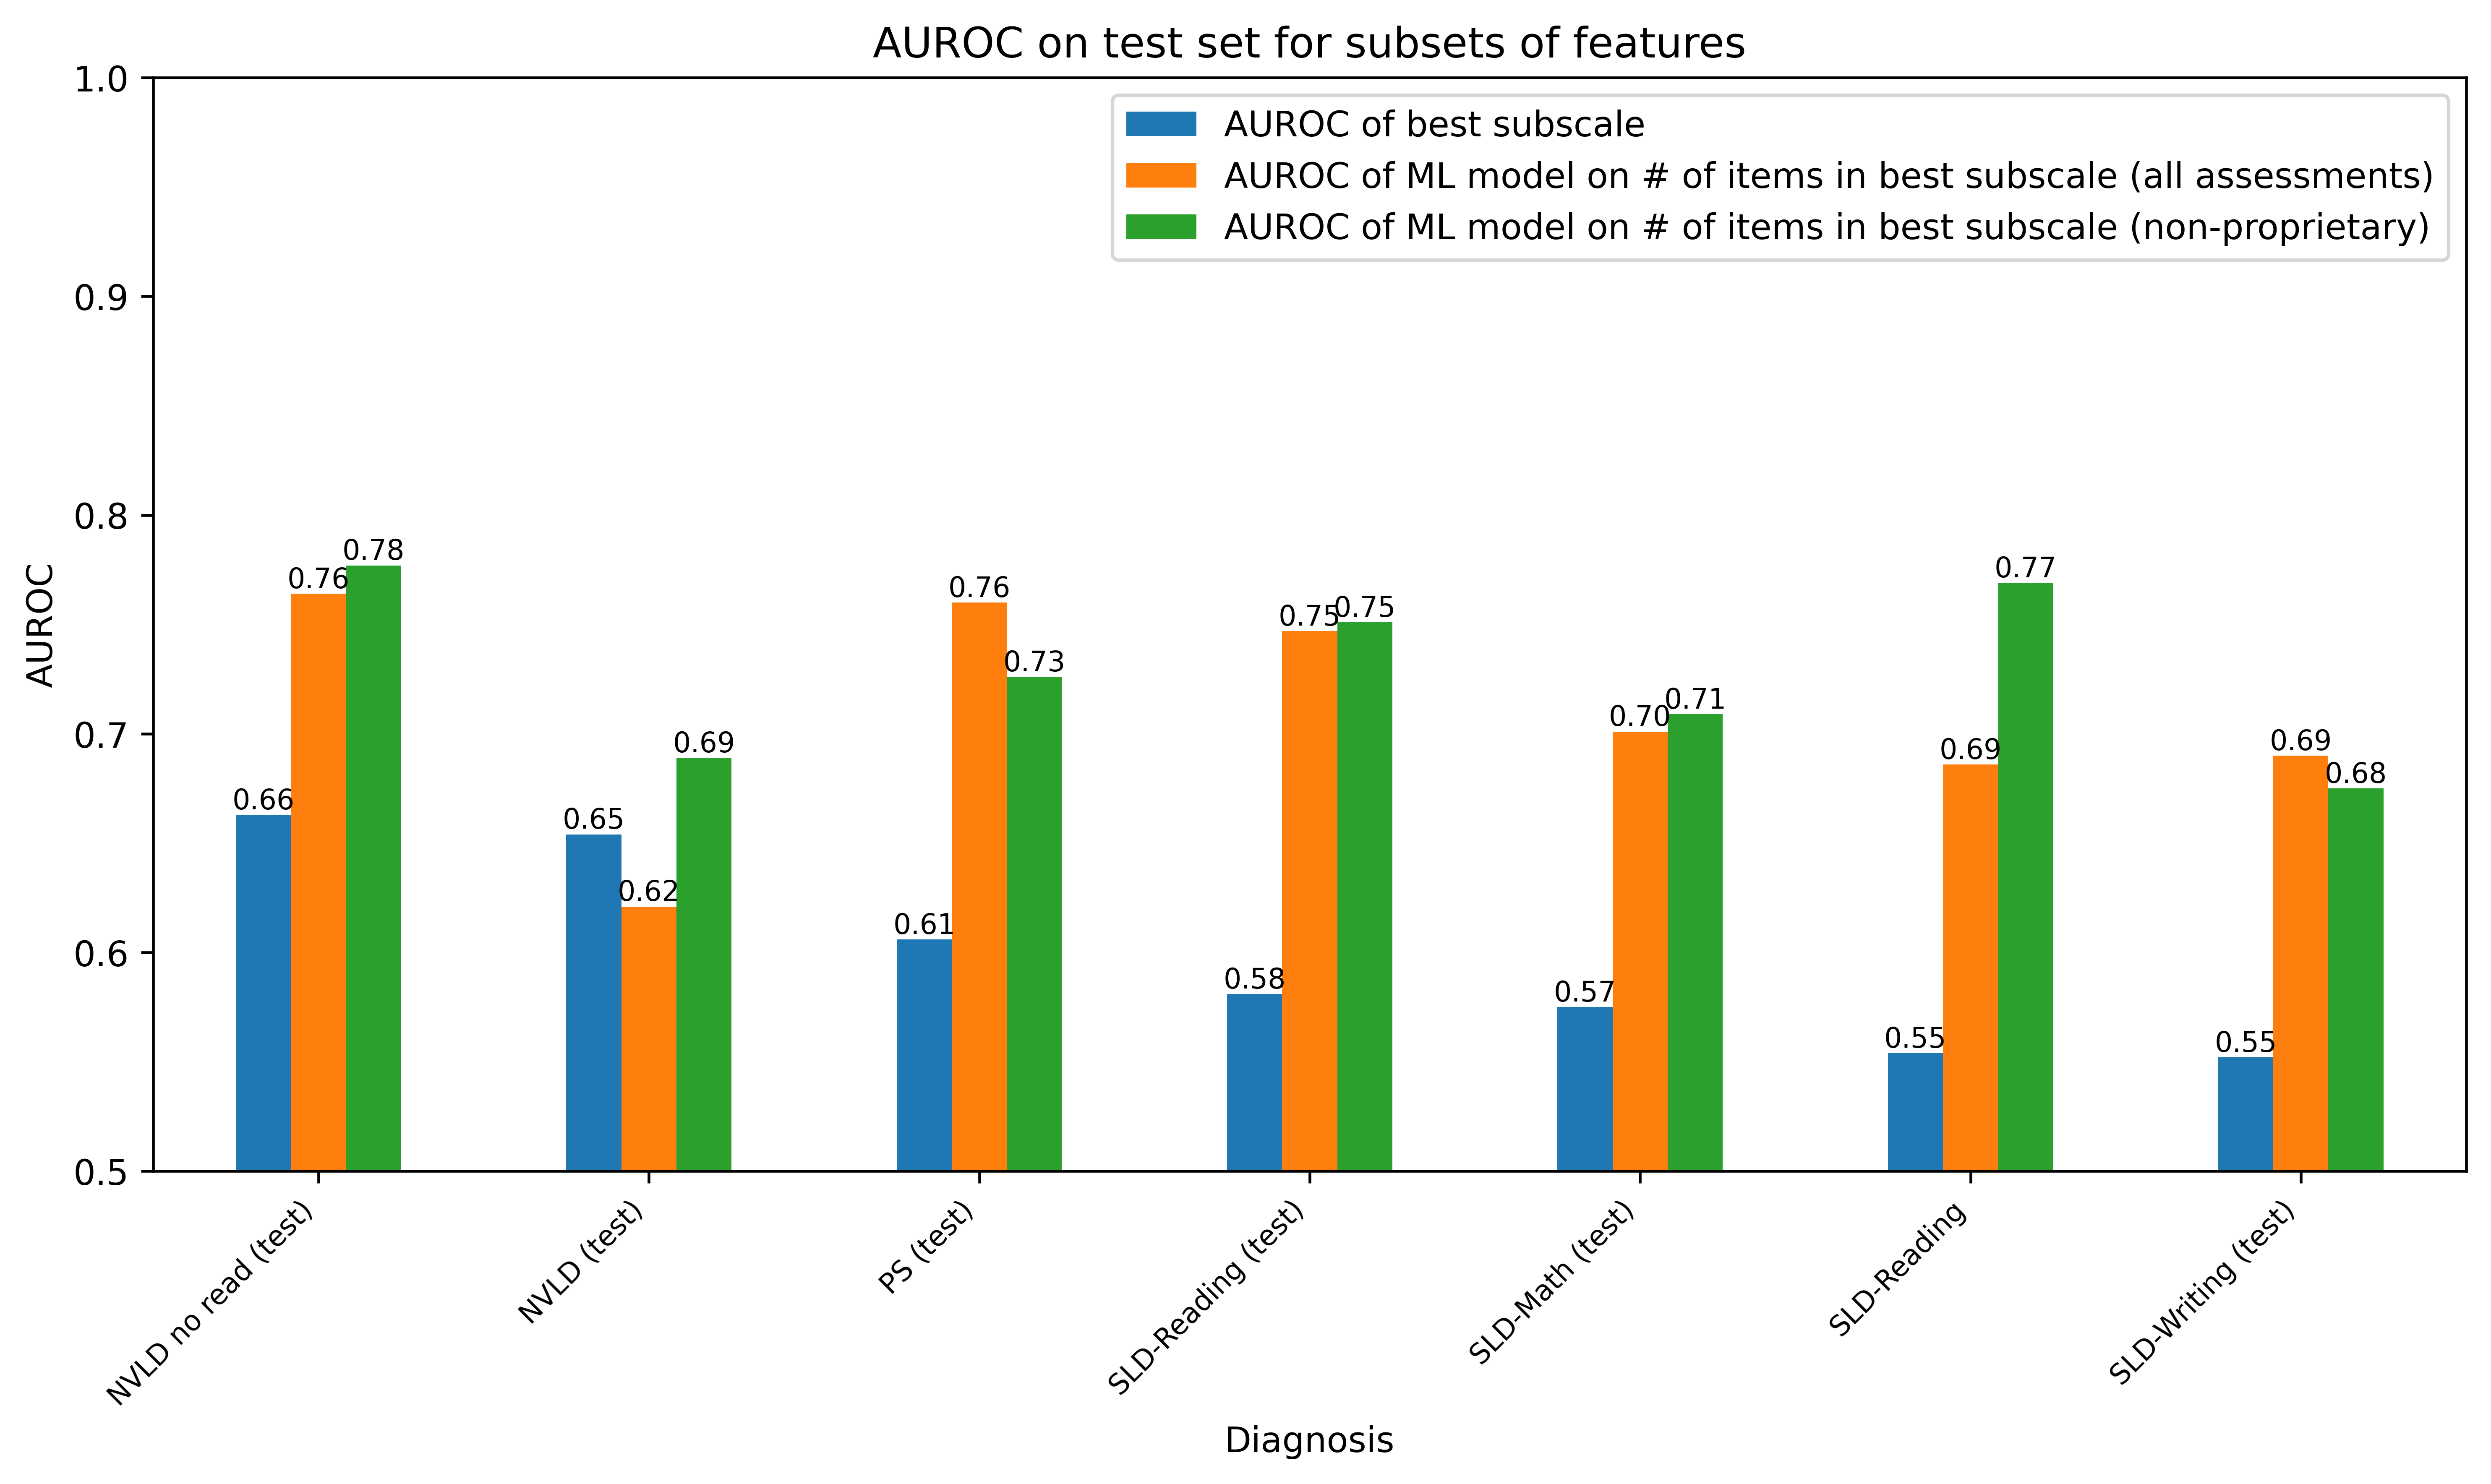 AUROC on test set for subsets of features
AUROC of best subscale
AUROC of ML model on # of items in best subscale (all assessments)
AUROC of ML model on # of items in best subscale (non-proprietary)
AUROC
1.0
0.9
0.8
0.7
0.6
0.5
0.66
0.76
0.78
0.65
0.62
0.69
0.61
0.76
0.73
0.58
0.75
0.75
0.57
0.70
0.71
0.55
0.69
0.77
0.55
0.69
0.68
NVLD no read (test)
NVLD (test)
PS (test)
SLD-Reading (test)
SLD-Math (test)
SLD-Reading
SLD-Writing (test)
Diagnosis